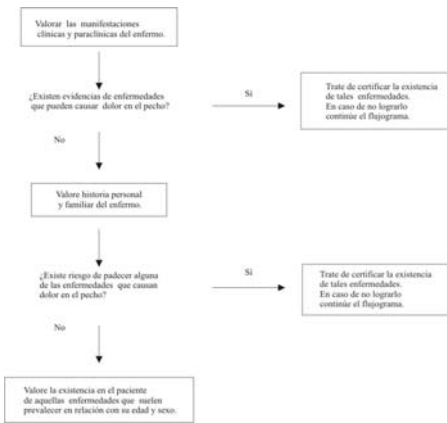 Valorar las manifestaciones
clínicas y paraclínicas del enfermo.
¿Existen evidencias de enfermedades
que pueden causar dolor en el pecho?
Si
Trate de certificar la existencia
de tales enfermedades.
En caso de no lograrlo
continúe el flujograma.
No
Valore historia personal
y familiar del enfermo.
¿Existe riesgo de padecer alguna
de las enfermedades que causan
dolor en el pecho?
Si
Trate de certificar la existencia
de tales enfermedades.
En caso de no lograrlo
continúe el flujograma.
No
Valore la existencia en el paciente
de aquellas enfermedades que suelen
prevalecer en relación con su edad y sexo.